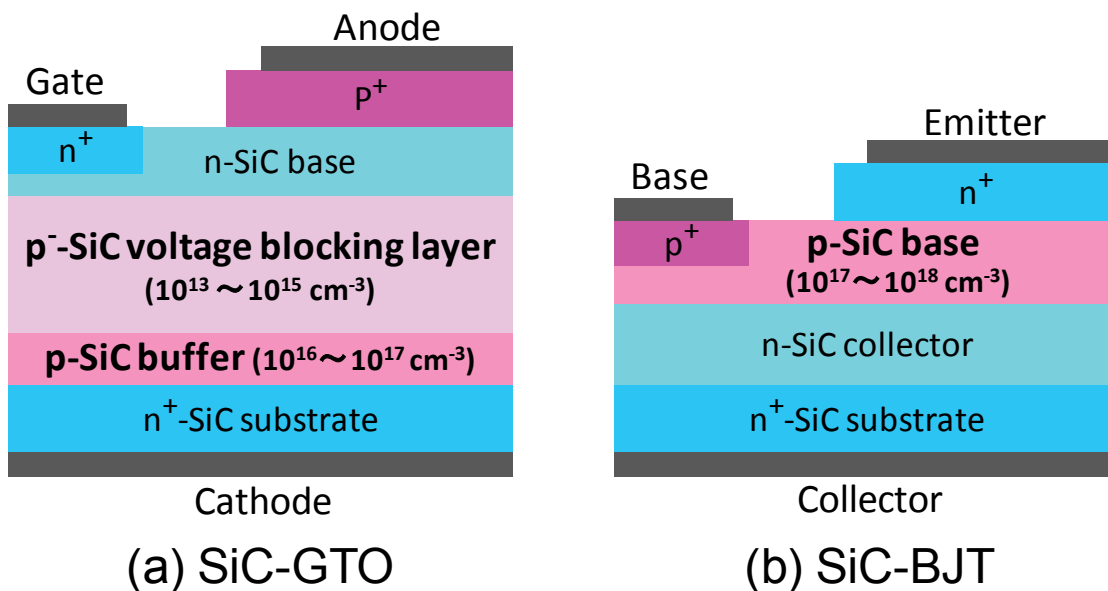 Anode
Gate
P⁺
n⁺
n-SiC base
p⁻-SiC voltage blocking layer
(10¹³～10¹⁵ cm⁻³)
p-SiC buffer (10¹⁶～10¹⁷ cm⁻³)
n⁺-SiC substrate
Cathode
(a) SiC-GTO
Emitter
Base
n⁺
p⁺
p-SiC base
(10¹⁷～10¹⁸ cm⁻³)
n-SiC collector
n⁺-SiC substrate
Collector
(b) SiC-BJT